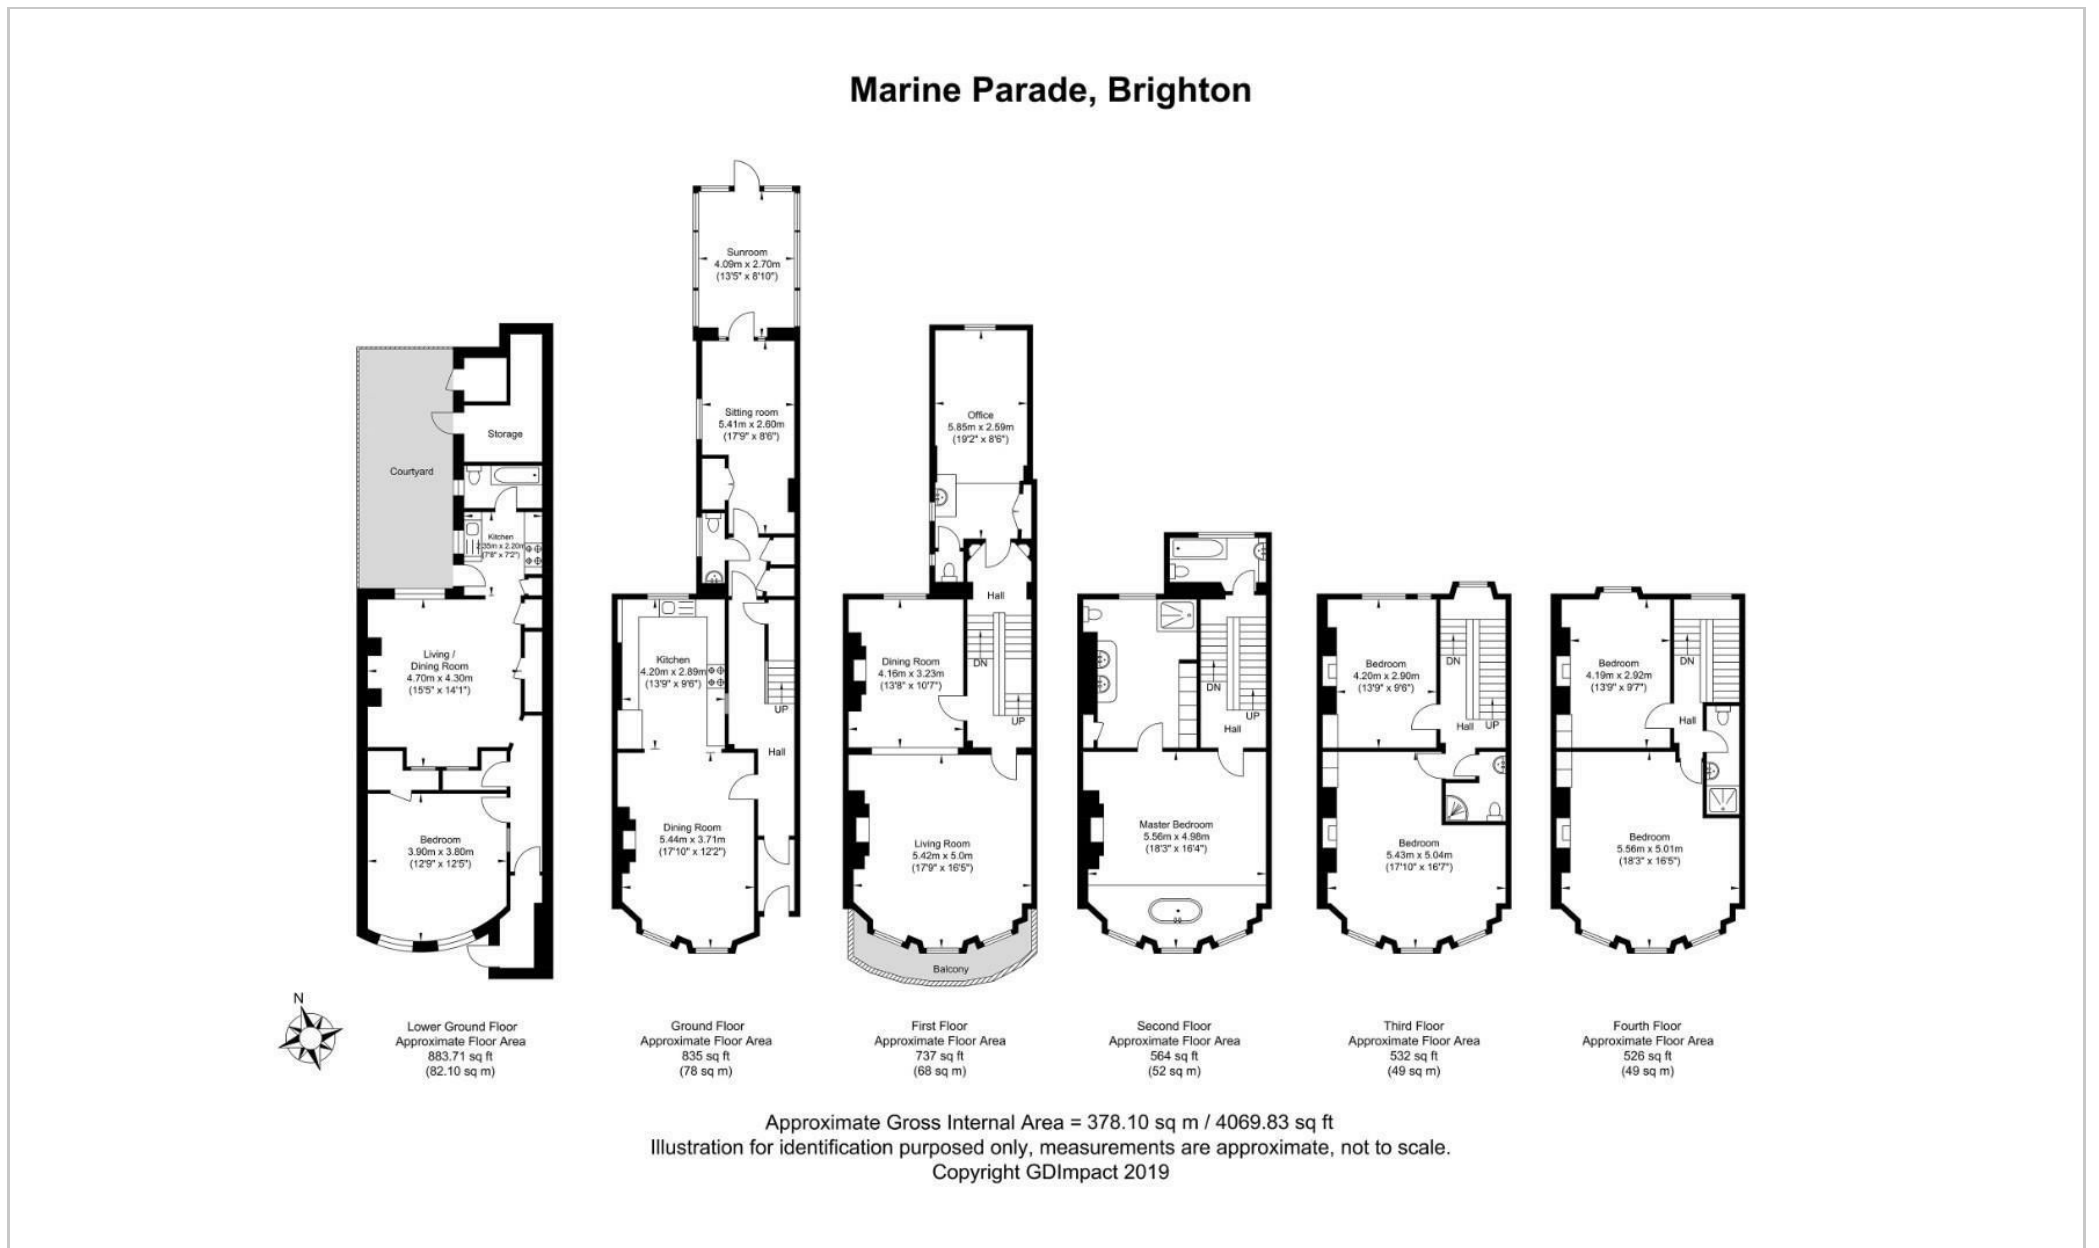 Marine Parade, Brighton
Sunroom
4.09m x 2.70m
(13'5" x 8'10")
Sitting room
5.41m x 2.60m
(17'9" x 8'6")
Office
5.85m x 2.59m
(19'2" x 8'6")
Storage
Courtyard
Kitchen
2.35m x 2.20m
(7'8" x 7'2")
Living /
Dining Room
4.70m x 4.30m
(15'5" x 14'1")
Bedroom
3.90m x 3.80m
(12'9" x 12'5")
Kitchen
4.20m x 2.89m
(13'9" x 9'6")
UP
Hall
Dining Room
5.44m x 3.71m
(17'10" x 12'2")
Hall
DN
UP
Dining Room
4.16m x 3.23m
(13'8" x 10'7")
Living Room
5.42m x 5.0m
(17'9" x 16'5")
Balcony
DN
UP
Hall
Master Bedroom
5.56m x 4.98m
(18'3" x 16'4")
Bedroom
4.20m x 2.90m
(13'9" x 9'6")
DN
Hall
UP
Bedroom
5.43m x 5.04m
(17'10" x 16'7")
Bedroom
4.19m x 2.92m
(13'9" x 9'7")
DN
Hall
Bedroom
5.56m x 5.01m
(18'3" x 16'5")
N
Lower Ground Floor
Approximate Floor Area
883.71 sq ft
(82.10 sq m)
Ground Floor
Approximate Floor Area
835 sq ft
(78 sq m)
First Floor
Approximate Floor Area
737 sq ft
(68 sq m)
Second Floor
Approximate Floor Area
564 sq ft
(52 sq m)
Third Floor
Approximate Floor Area
532 sq ft
(49 sq m)
Fourth Floor
Approximate Floor Area
526 sq ft
(49 sq m)
Approximate Gross Internal Area = 378.10 sq m / 4069.83 sq ft
Illustration for identification purposed only, measurements are approximate, not to scale.
Copyright GDImpact 2019